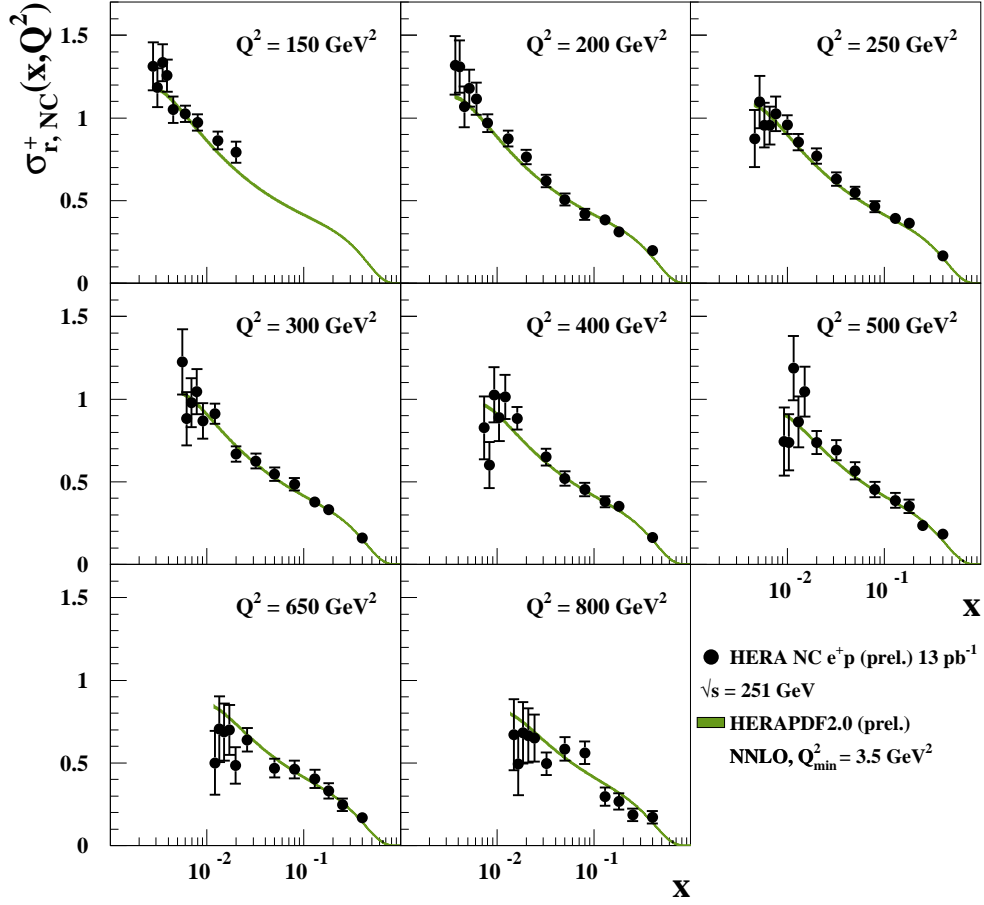 σ⁺r, NC(x,Q²)
Q² = 150 GeV²
Q² = 200 GeV²
Q² = 250 GeV²
1.5
1
0.5
0
Q² = 300 GeV²
Q² = 400 GeV²
Q² = 500 GeV²
1.5
1
0.5
0
10⁻² 10⁻¹
x
Q² = 650 GeV²
Q² = 800 GeV²
1.5
1
0.5
0
10⁻² 10⁻¹
10⁻² 10⁻¹
x
HERA NC e⁺p (prel.) 13 pb⁻¹
√s = 251 GeV
HERAPDF2.0 (prel.)
NNLO, Q²min = 3.5 GeV²